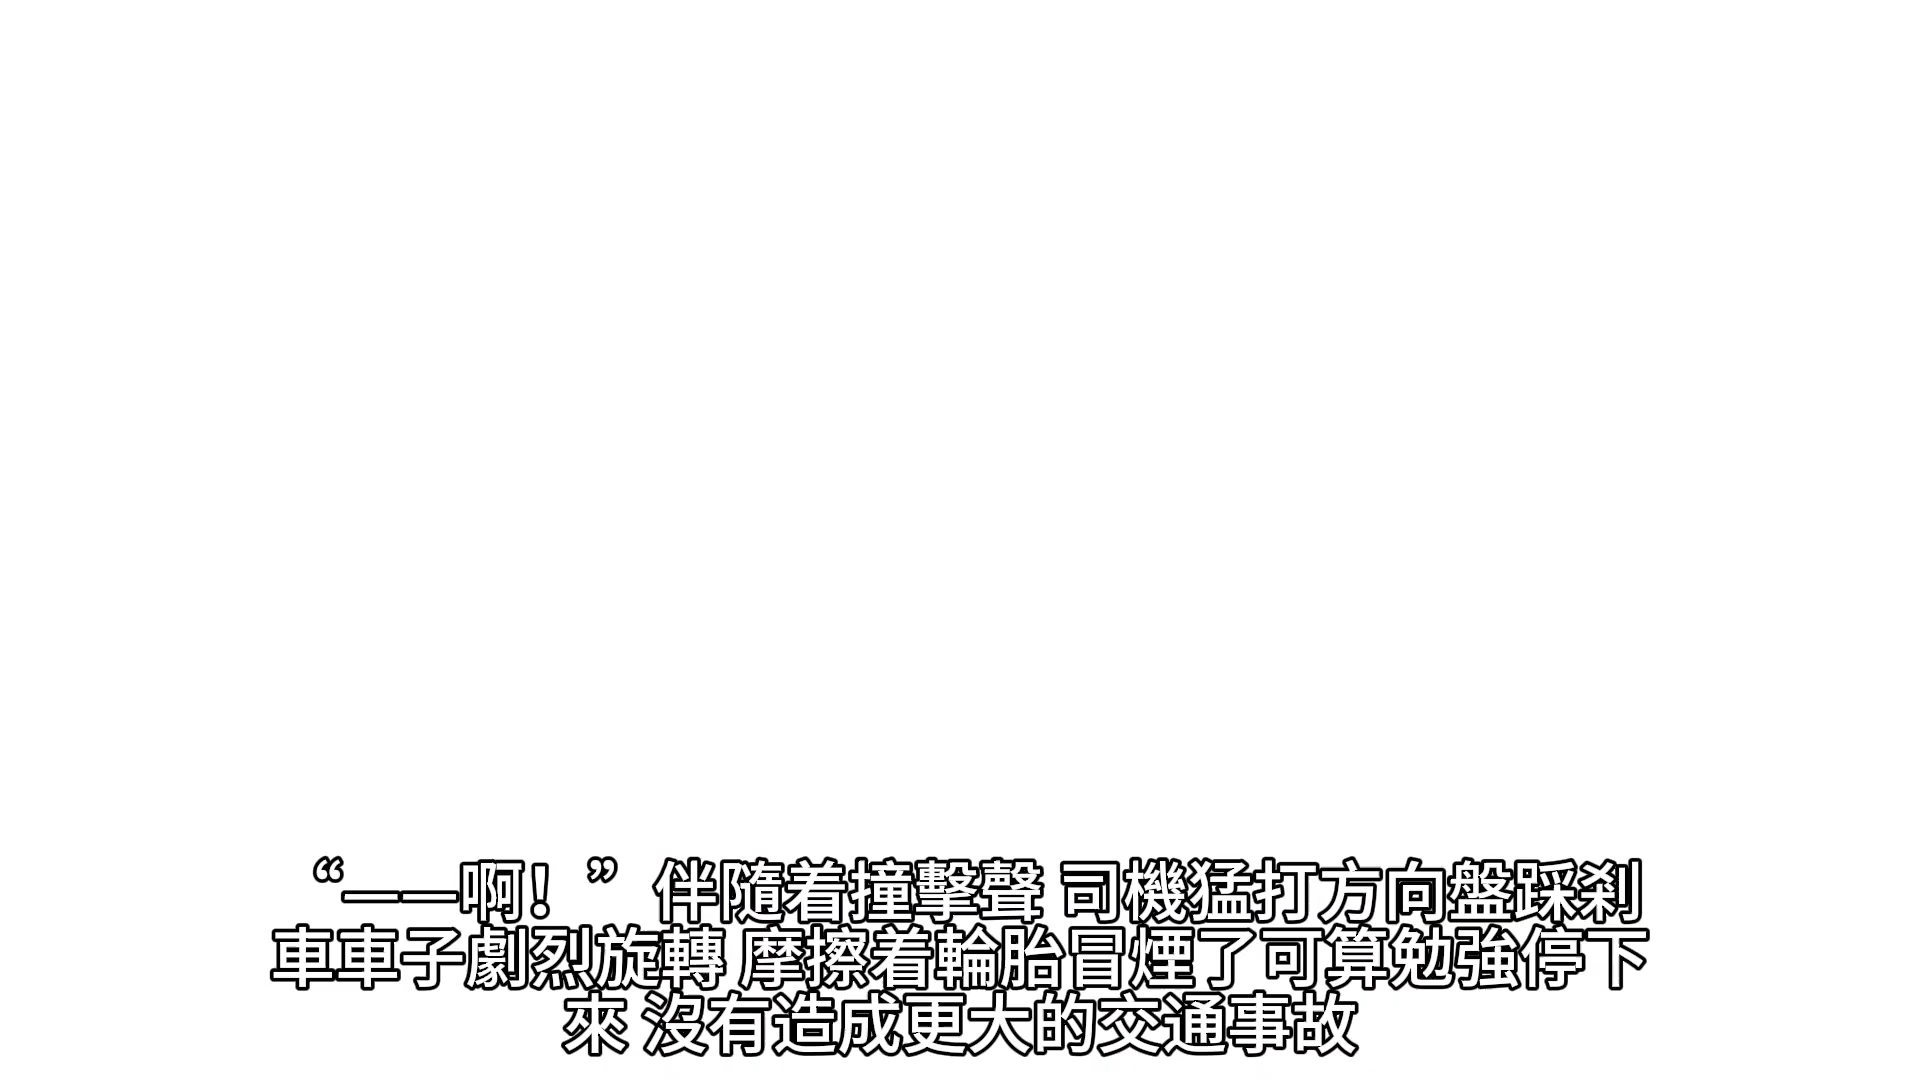 “——啊！”伴隨着撞擊聲 司機猛打方向盤踩刹
車車子劇烈旋轉 摩擦着輪胎冒煙了可算勉強停下
來 沒有造成更大的交通事故